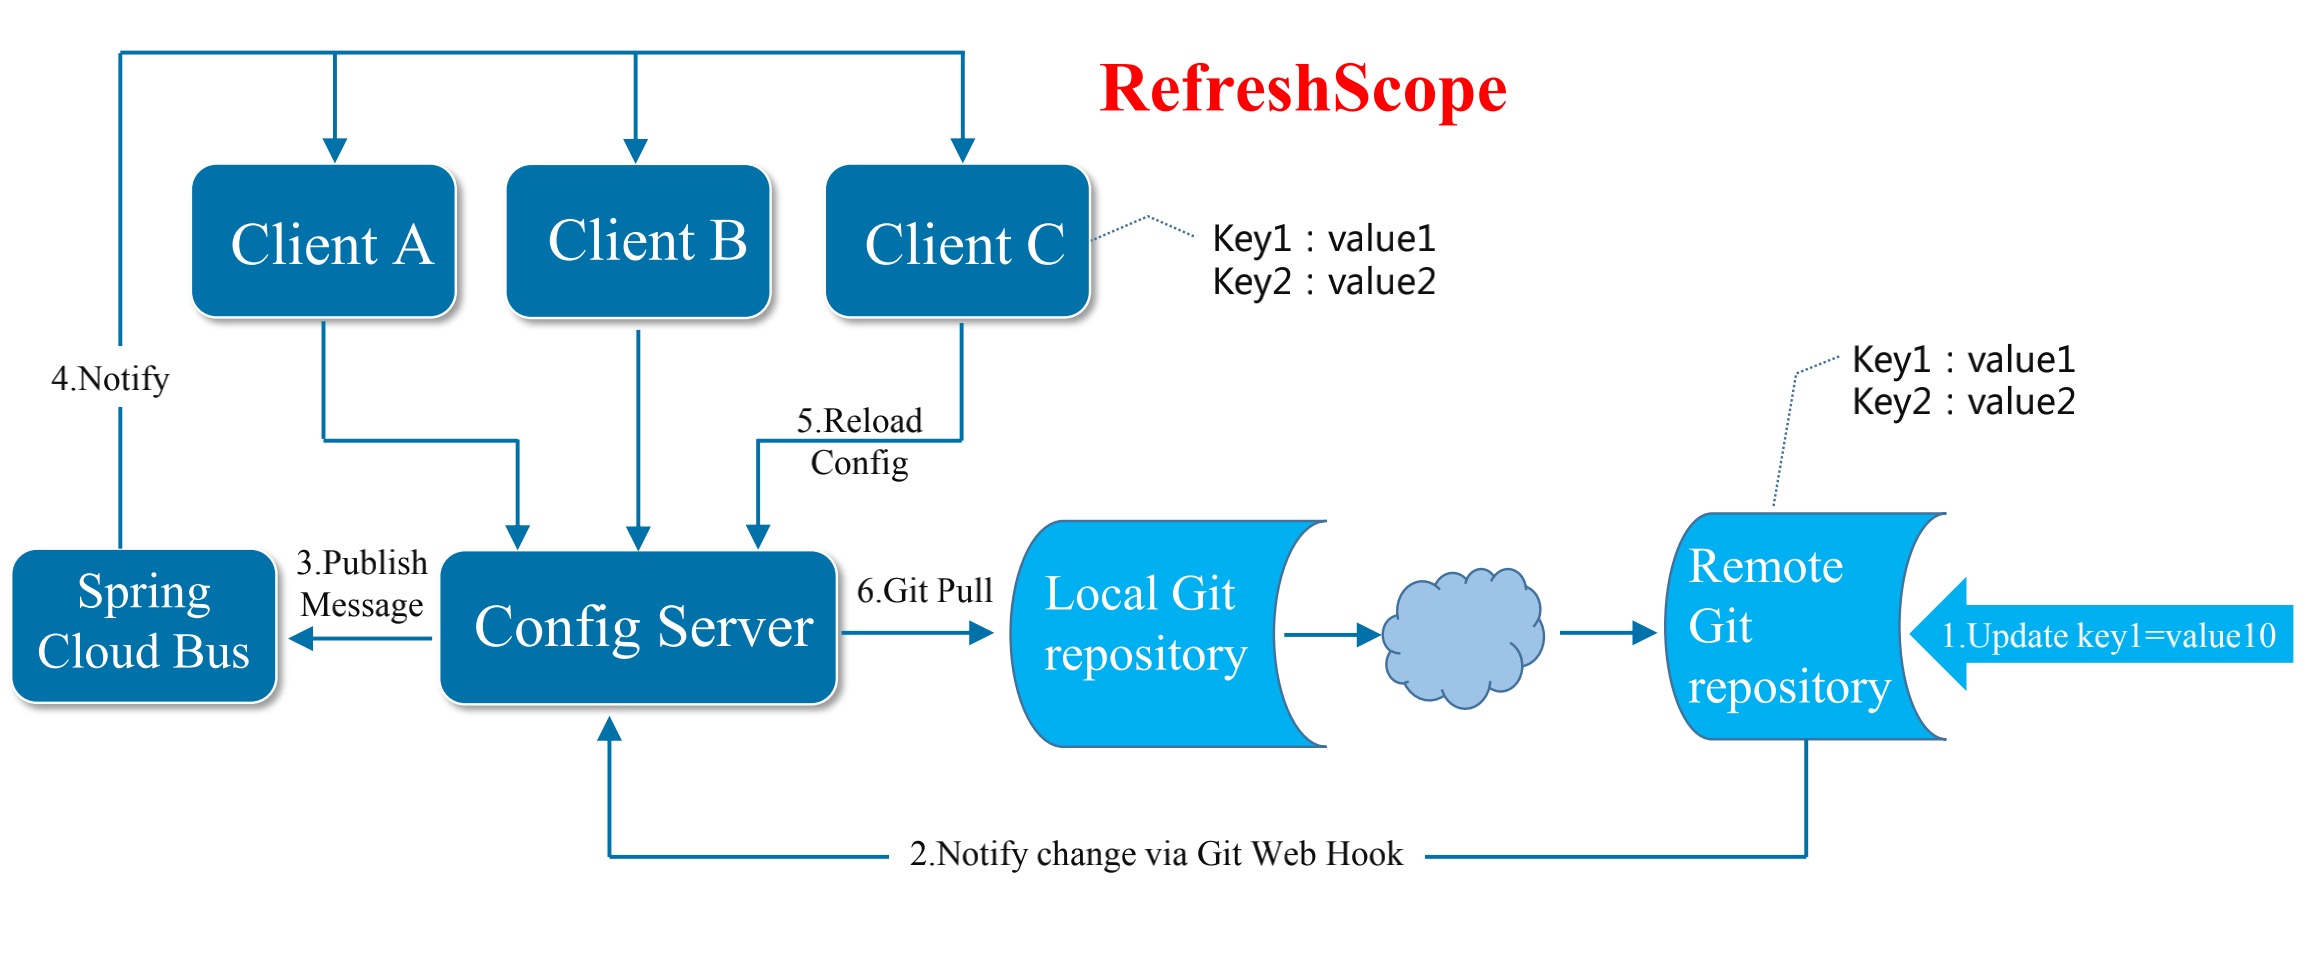 RefreshScope
Client A
Client B
Client C
Key1 : value1
Key2 : value2
4.Notify
5.Reload
Config
Key1 : value1
Key2 : value2
Spring
Cloud Bus
3.Publish
Message
Config Server
6.Git Pull
Local Git
repository
Remote
Git
repository
1.Update key1=value10
2.Notify change via Git Web Hook